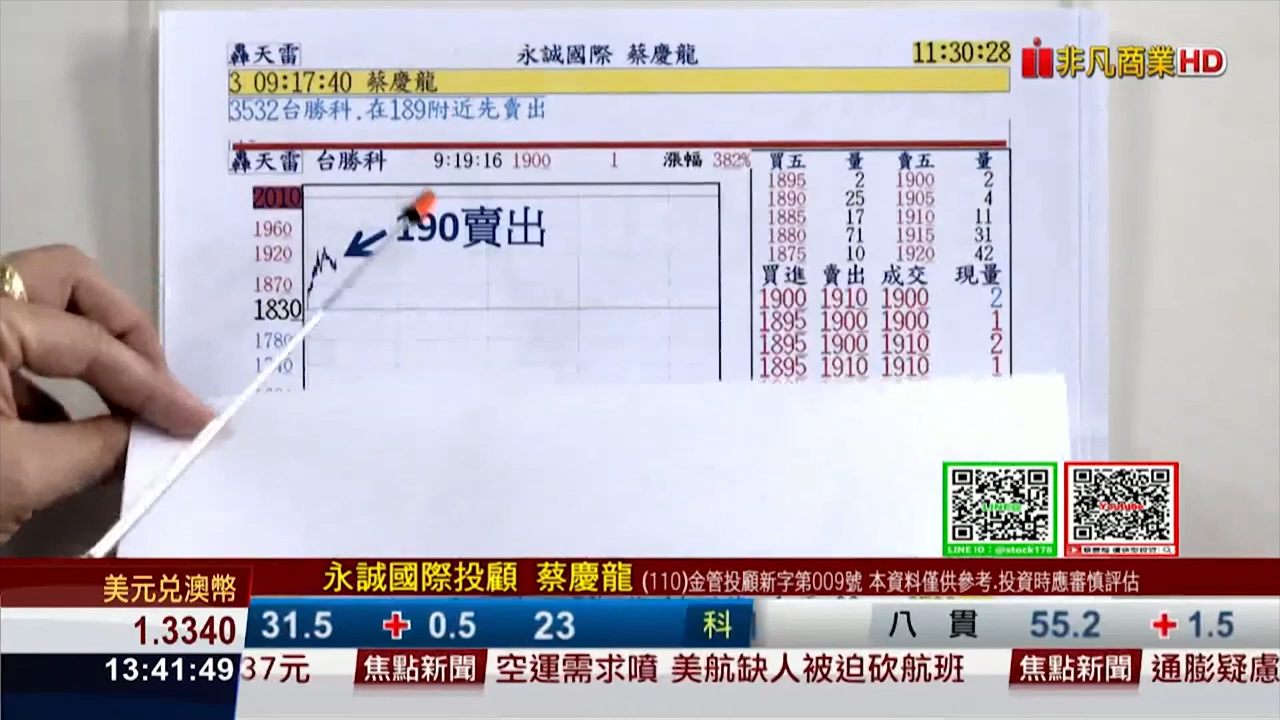 轟天雷 永誠國際 蔡慶龍 11:30:28
非凡商業HD
3 09:17:40 蔡慶龍
3532台勝科.在189附近先賣出
轟天雷 台勝科 9:19:16 1900 1 漲幅 382%
買五 量 賣五 量
1895 2 1900 2
1890 25 1905 4
1885 17 1910 11
1880 71 1915 31
1875 10 1920 42
買進 賣出 成交 現量
1900 1910 1900 2
1895 1900 1900 1
1895 1900 1910 2
1895 1910 1910 1
2010
1960
1920
1870
1830
1780
190賣出
LINE@
LINE ID：@stock178
Youtube
美元兌澳幣
1.3340
13:41:49
永誠國際投顧 蔡慶龍 (110)金管投顧新字第009號 本資料僅供參考.投資時應審慎評估
31.5 + 0.5 23 科 八貫 55.2 + 1.5
37元 焦點新聞 空運需求噴 美航缺人被迫砍航班 焦點新聞 通膨疑慮